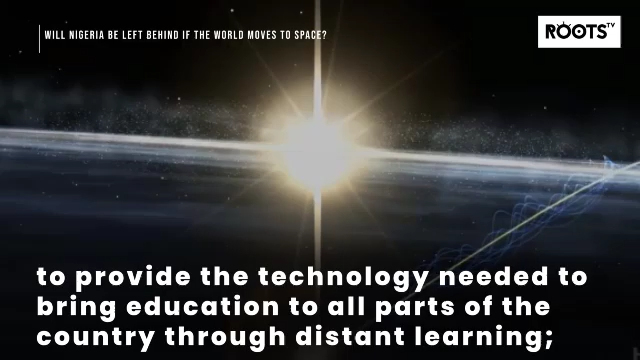 WILL NIGERIA BE LEFT BEHIND IF THE WORLD MOVES TO SPACE?
ROOTS TV
to provide the technology needed to
bring education to all parts of the
country through distant learning;